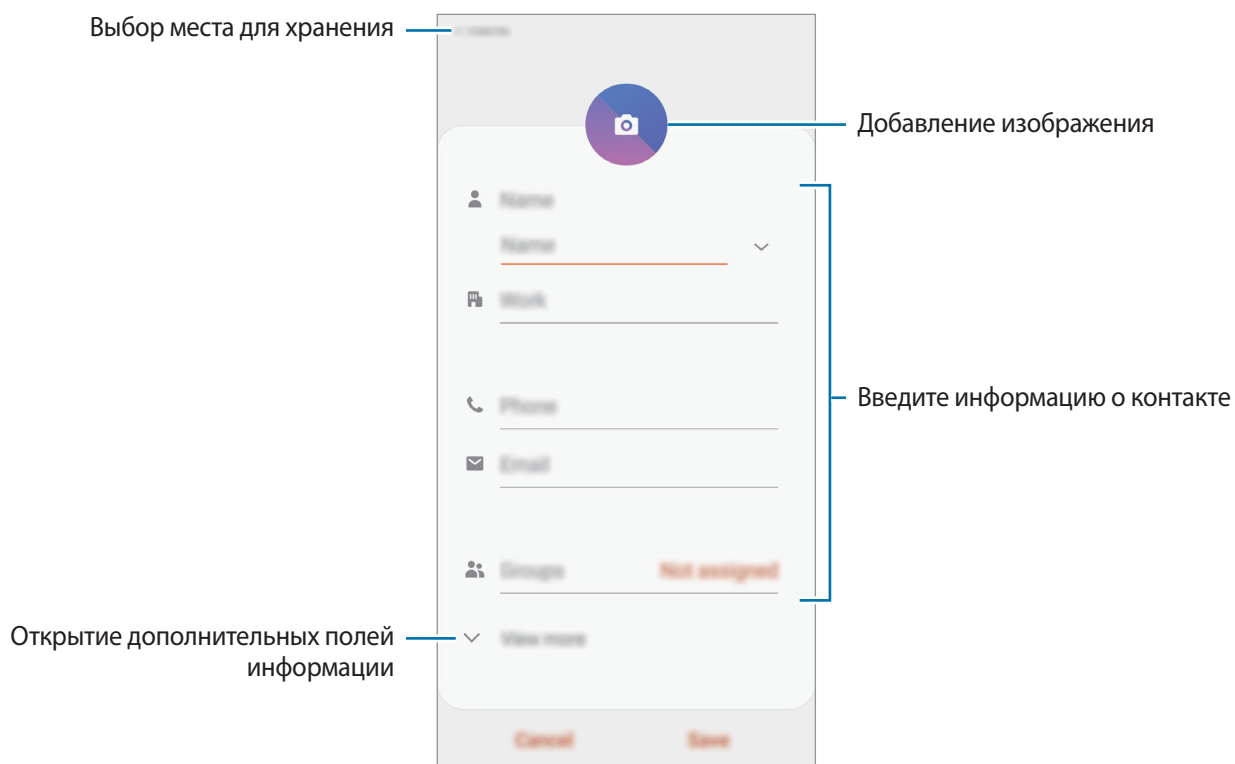 Выбор места для хранения
Добавление изображения
Name
Name
Work
Phone
Введите информацию о контакте
Email
Groups Not assigned
Открытие дополнительных полей
информации
View more
Cancel Save